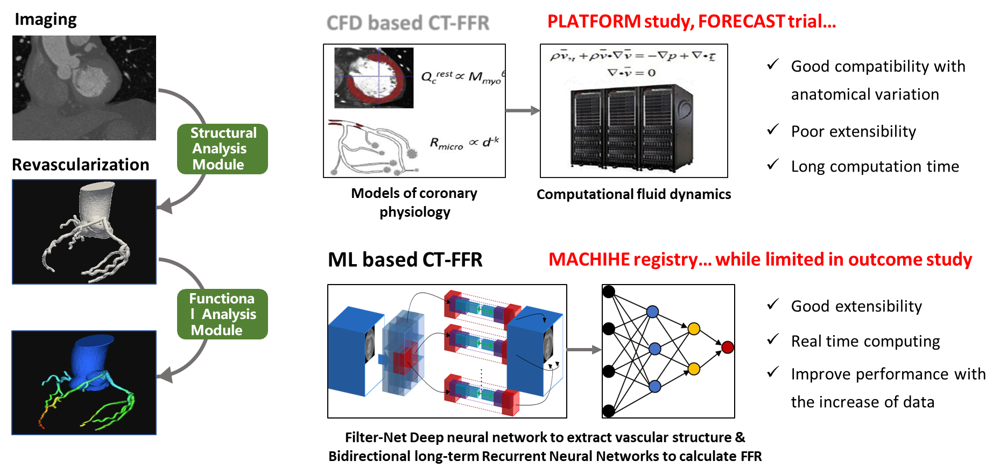 Imaging
Structural
Analysis
Module
Revascularization
Functiona
l Analysis
Module
CFD based CT-FFR
PLATFORM study, FORECAST trial...
Q_c^rest ∝ M_myo^6
R_micro ∝ d^-k
ρv̄,t + ρv̄•∇v̄ = −∇p + ∇•τ
∇•v̄ = 0
Models of coronary
physiology
Computational fluid dynamics
✓ Good compatibility with
anatomical variation
✓ Poor extensibility
✓ Long computation time
ML based CT-FFR
MACHIHE registry... while limited in outcome study
✓ Good extensibility
✓ Real time computing
✓ Improve performance with
the increase of data
Filter-Net Deep neural network to extract vascular structure &
Bidirectional long-term Recurrent Neural Networks to calculate FFR